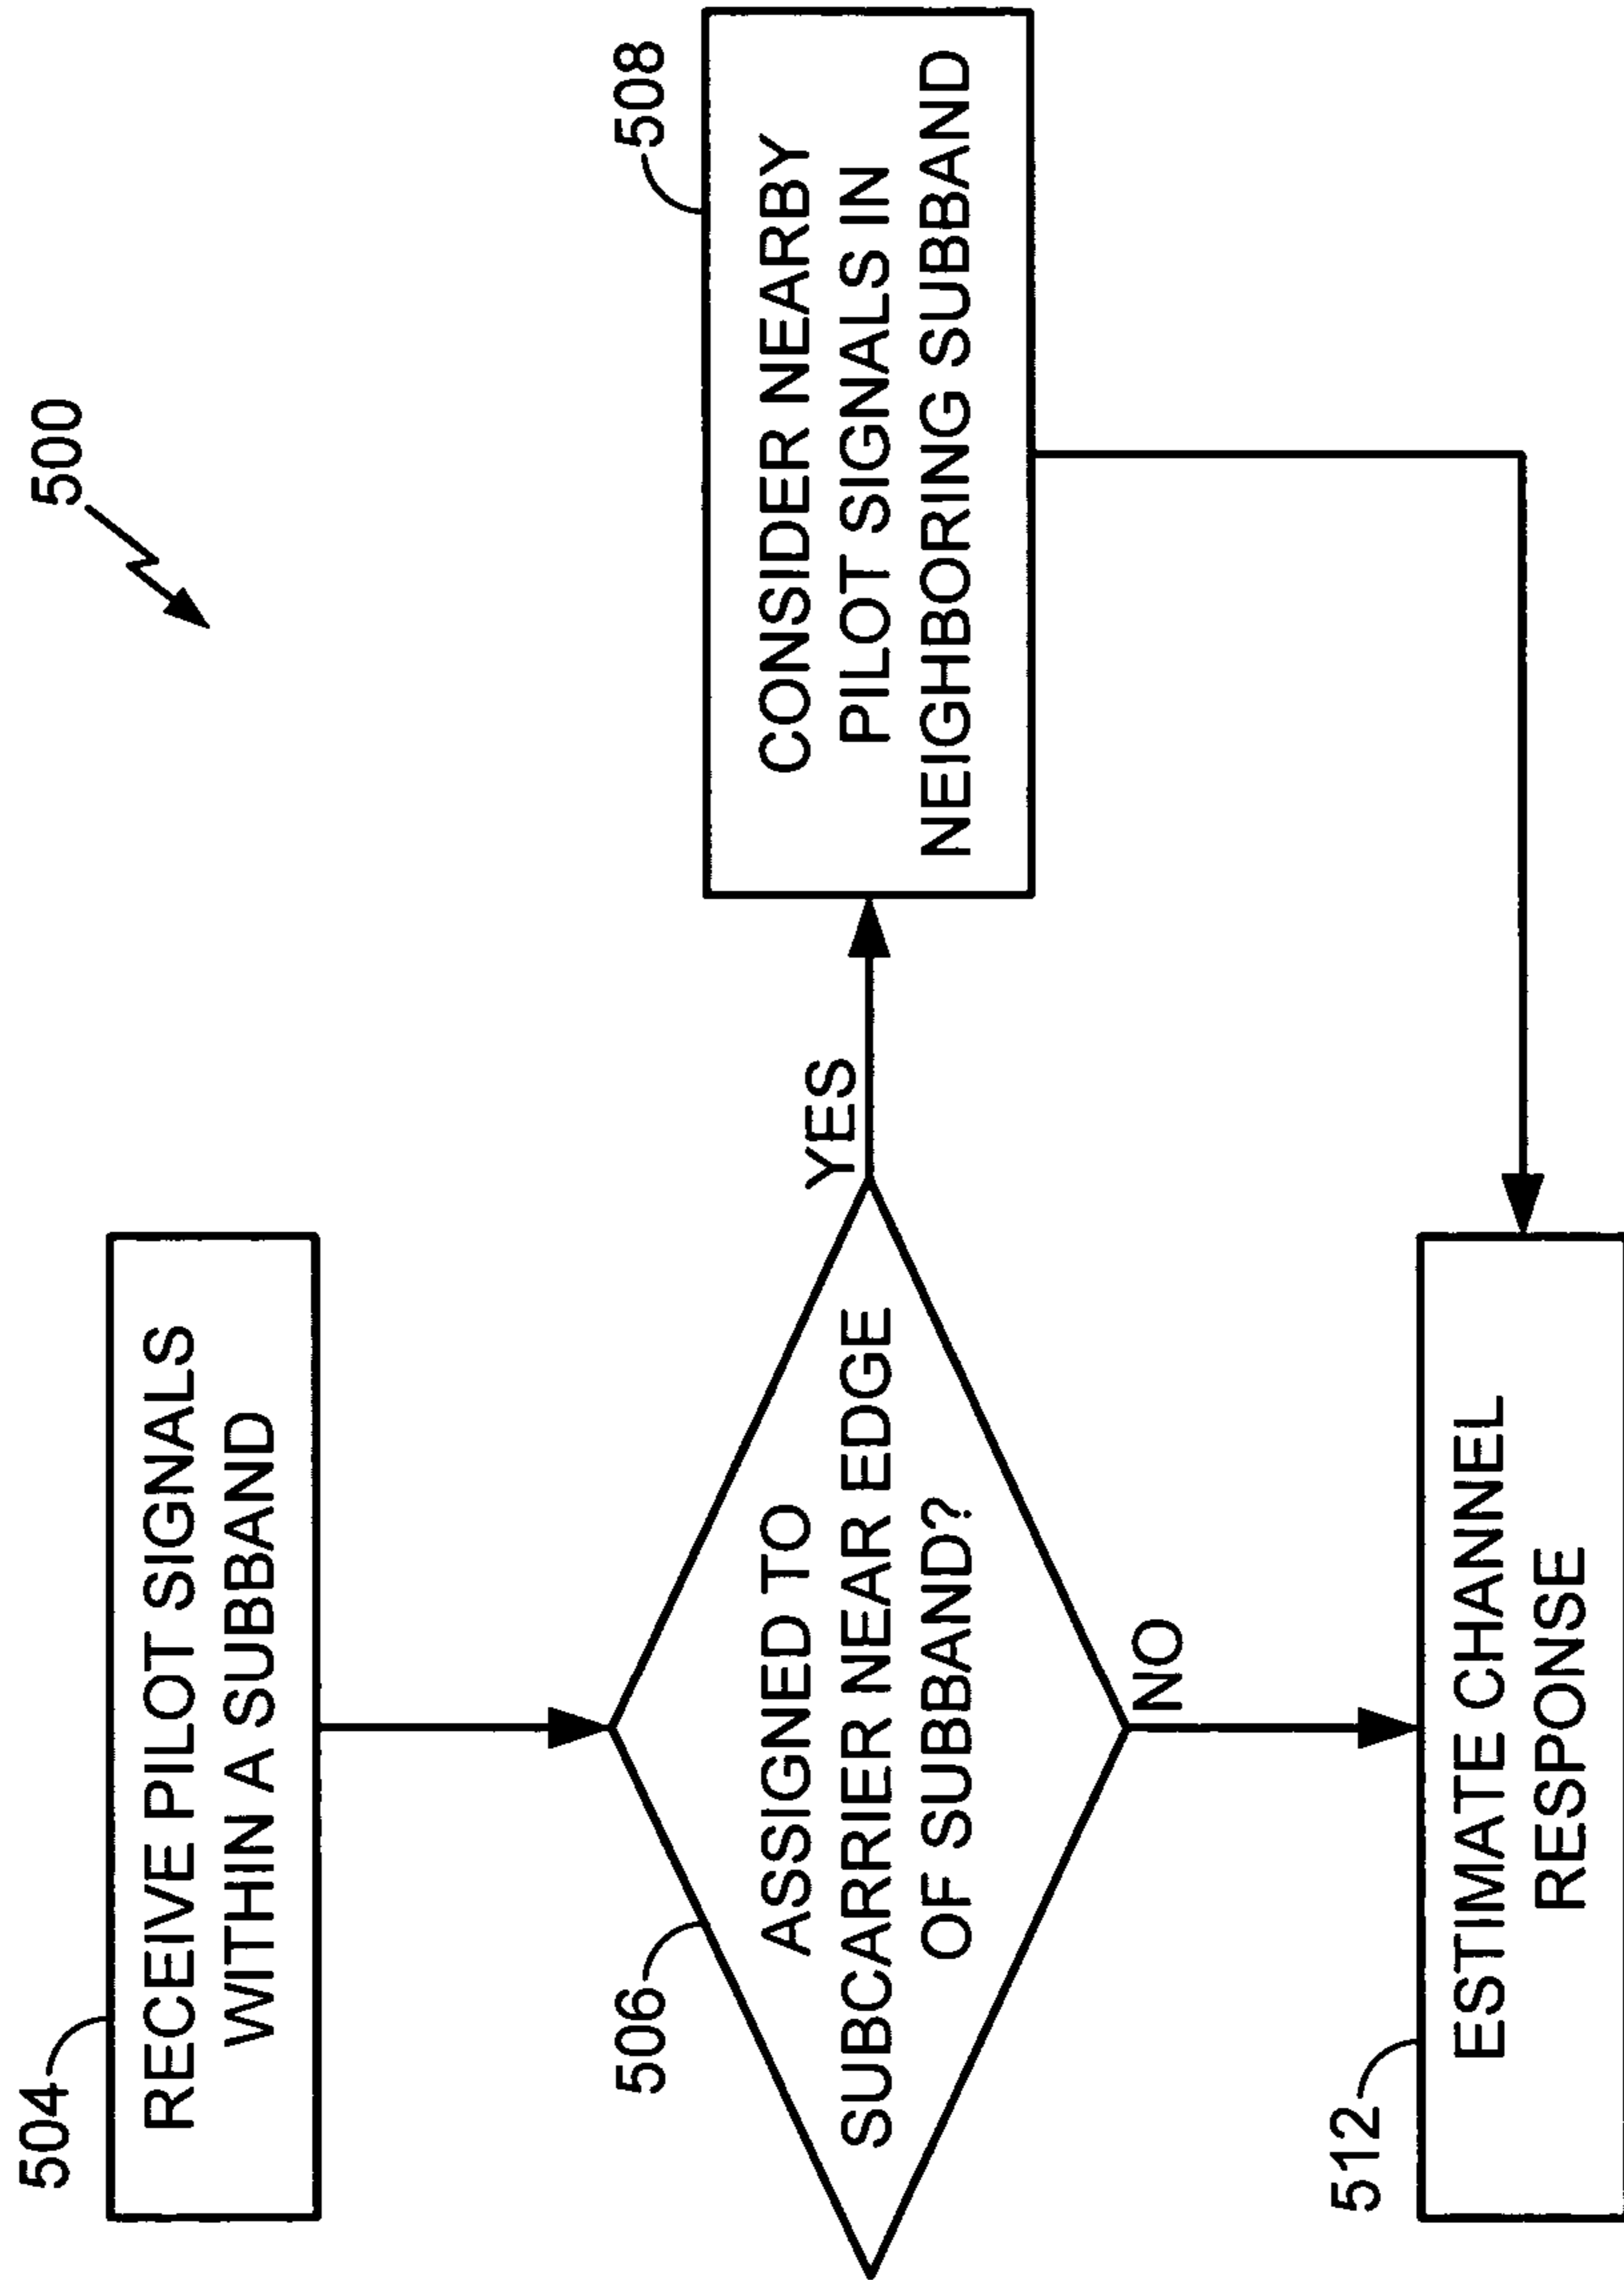 500
504
RECEIVE PILOT SIGNALS
WITHIN A SUBBAND
506
ASSIGNED TO
SUBCARRIER NEAR EDGE
OF SUBBAND?
YES
508
CONSIDER NEARBY
PILOT SIGNALS IN
NEIGHBORING SUBBAND
NO
512
ESTIMATE CHANNEL
RESPONSE